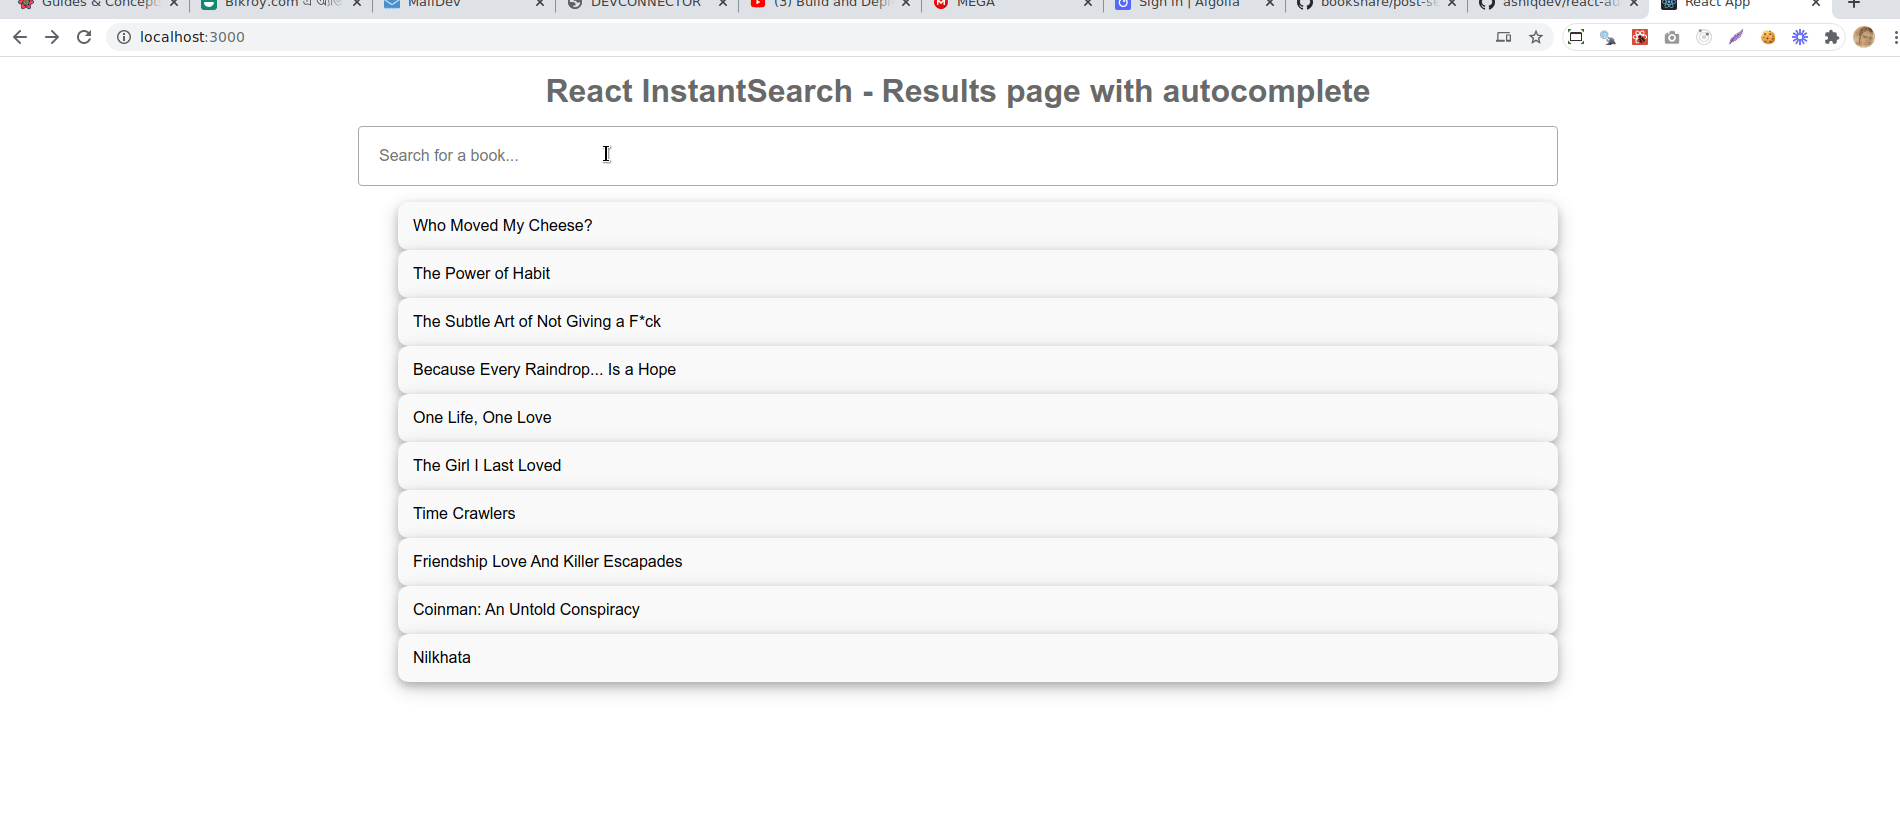 Guides & Concept
Bikroy.com
MailDev
DEVCONNECTOR
(3) Build and Depl
MEGA
Sign in | Algolia
bookshare/post-se
ashiqdev/react-au
React App
localhost:3000
React InstantSearch - Results page with autocomplete
Search for a book...
Who Moved My Cheese?
The Power of Habit
The Subtle Art of Not Giving a F*ck
Because Every Raindrop... Is a Hope
One Life, One Love
The Girl I Last Loved
Time Crawlers
Friendship Love And Killer Escapades
Coinman: An Untold Conspiracy
Nilkhata